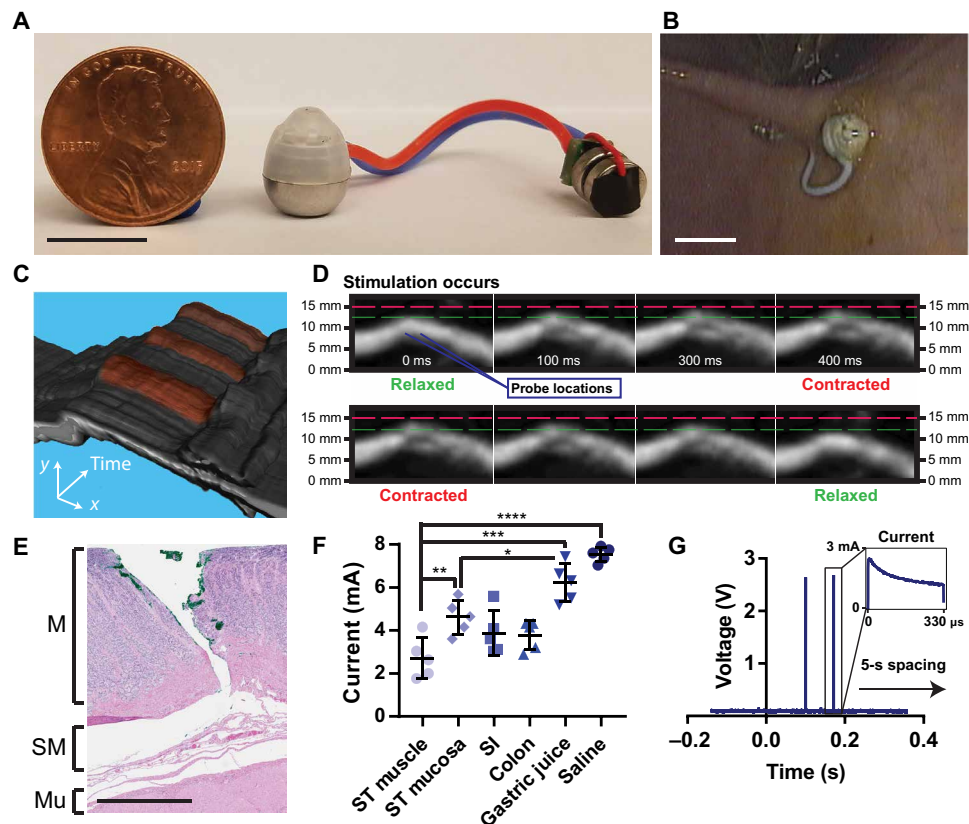 A
B
IN GOD WE TRUST
LIBERTY
2015
C
y
Time
x
D
Stimulation occurs
15 mm
10 mm
5 mm
0 mm
0 ms
100 ms
300 ms
400 ms
15 mm
10 mm
5 mm
0 mm
Relaxed
Probe locations
Contracted
15 mm
10 mm
5 mm
0 mm
15 mm
10 mm
5 mm
0 mm
Contracted
Relaxed
E
M
SM
Mu
F
****
***
*
**
Current (mA)
8
6
4
2
0
ST muscle
ST mucosa
SI
Colon
Gastric juice
Saline
G
Current
3 mA
0
0
330 µs
5-s spacing
Voltage (V)
3
2
1
−0.2
0.0
0.2
0.4
Time (s)